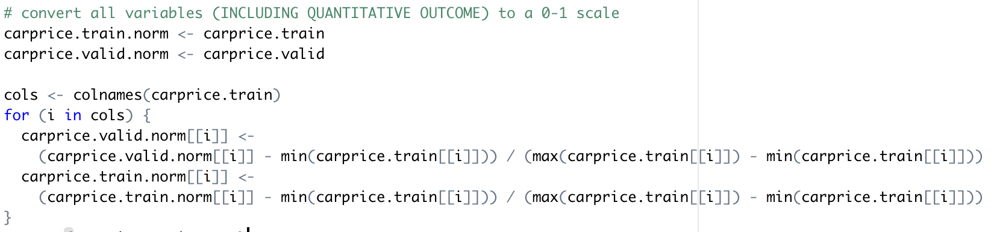 # convert all variables (INCLUDING QUANTITATIVE OUTCOME) to a 0-1 scale
carprice.train.norm <- carprice.train
carprice.valid.norm <- carprice.valid
cols <- colnames(carprice.train)
for (i in cols) {
  carprice.valid.norm[[i]] <-
    (carprice.valid.norm[[i]] - min(carprice.train[[i]])) / (max(carprice.train[[i]]) - min(carprice.train[[i]]))
  carprice.train.norm[[i]] <-
    (carprice.train.norm[[i]] - min(carprice.train[[i]])) / (max(carprice.train[[i]]) - min(carprice.train[[i]]))
}